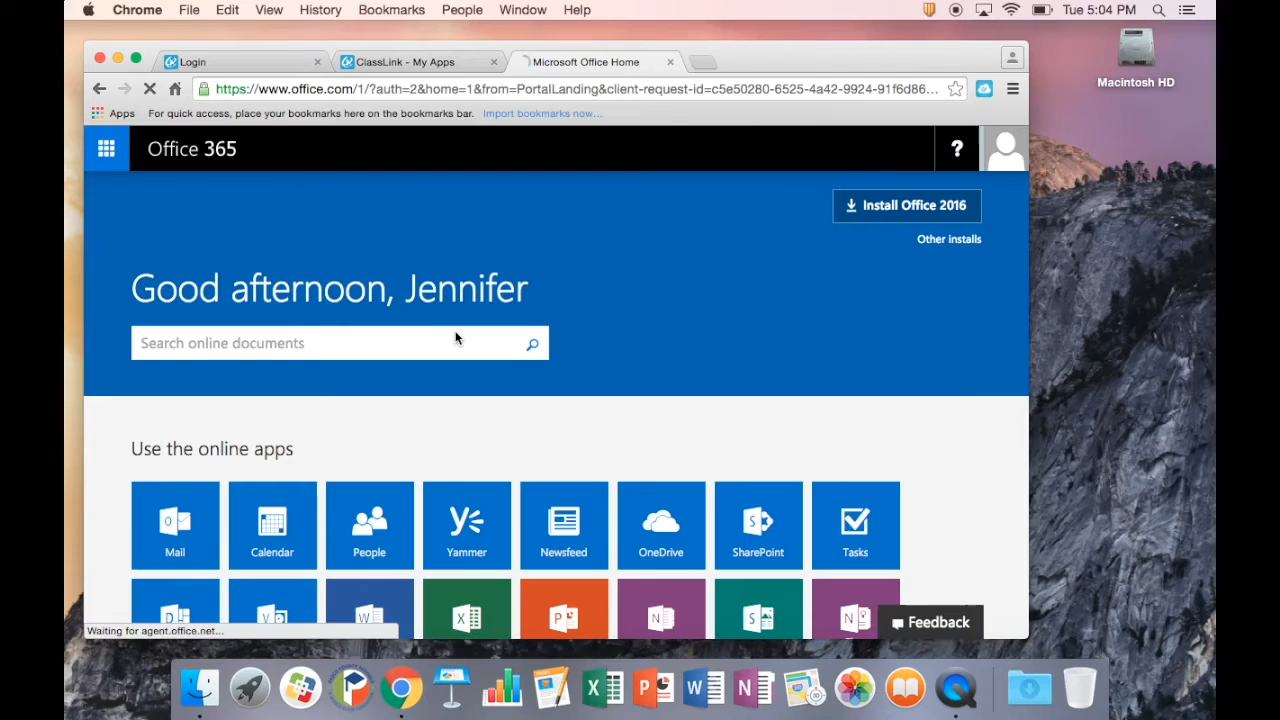 Chrome File Edit View History Bookmarks People Window Help Tue 5:04 PM
Macintosh HD
Login ClassLink - My Apps Microsoft Office Home
https://www.office.com/1/?auth=2&home=1&from=PortalLanding&client-request-id=c5e50280-6525-4a42-9924-91f6d86...
Apps For quick access, place your bookmarks here on the bookmarks bar. Import bookmarks now...
Office 365 ?
Install Office 2016
Other installs
Good afternoon, Jennifer
Search online documents
Use the online apps
Mail Calendar People Yammer Newsfeed OneDrive SharePoint Tasks
Feedback
Waiting for agent.office.net...